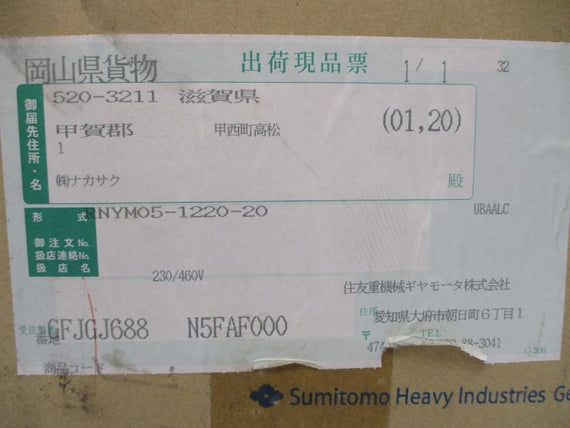 岡山県貨物 出荷現品票 1/1 32
御届先住所・名
520-3211 滋賀県
甲賀郡 甲西町高松 (01,20)
1
㈱ナカサク 殿
形式 RNYM05-1220-20 UBAALC
御注文No.
扱店連絡No.
扱店名
230/460V
住友重機械ギヤモータ株式会社
住所 愛知県大府市朝日町6丁目1
受注製番 GFJGJ688 N5FAF000
〒 474 TEL 88-3041
商品コード G206
Sumitomo Heavy Industries